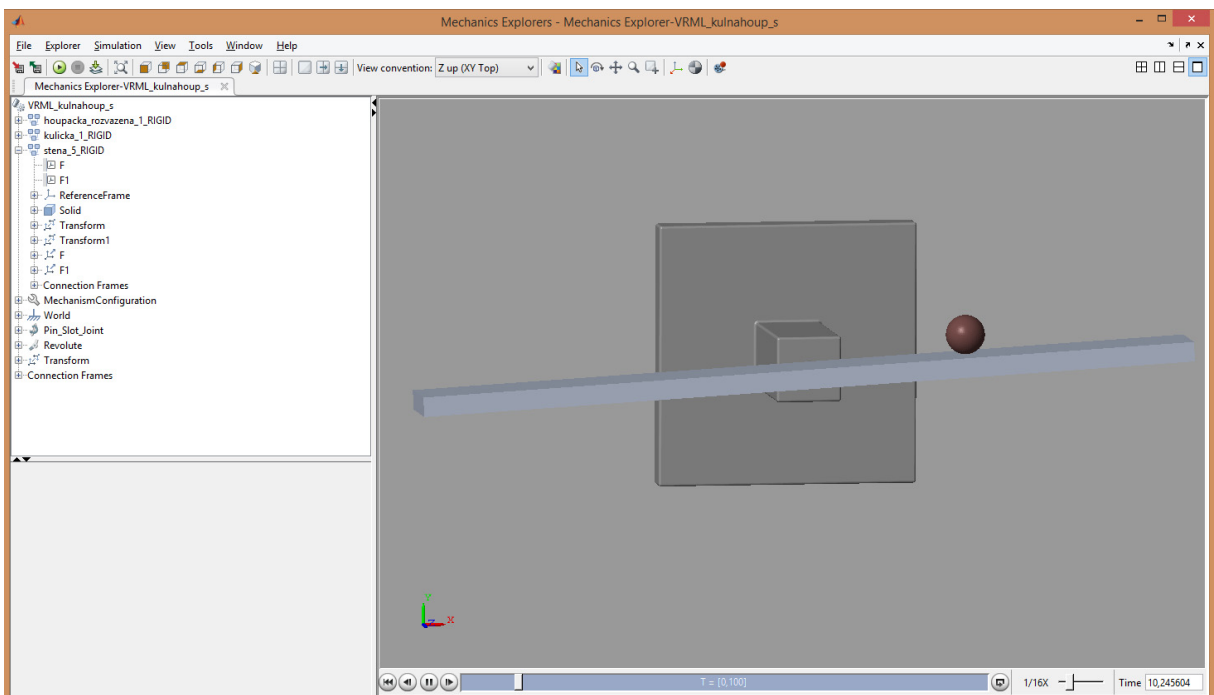 Mechanics Explorers - Mechanics Explorer-VRML_kulnahoup_s
File Explorer Simulation View Tools Window Help
View convention: Z up (XY Top)
Mechanics Explorer-VRML_kulnahoup_s
VRML_kulnahoup_s
houpacka_rozvazena_1_RIGID
kulicka_1_RIGID
stena_5_RIGID
F
F1
ReferenceFrame
Solid
Transform
Transform1
F
F1
Connection Frames
MechanismConfiguration
World
Pin_Slot_Joint
Revolute
Transform
Connection Frames
Y
Z X
T = [0,100]
1/16X
Time 10,245604